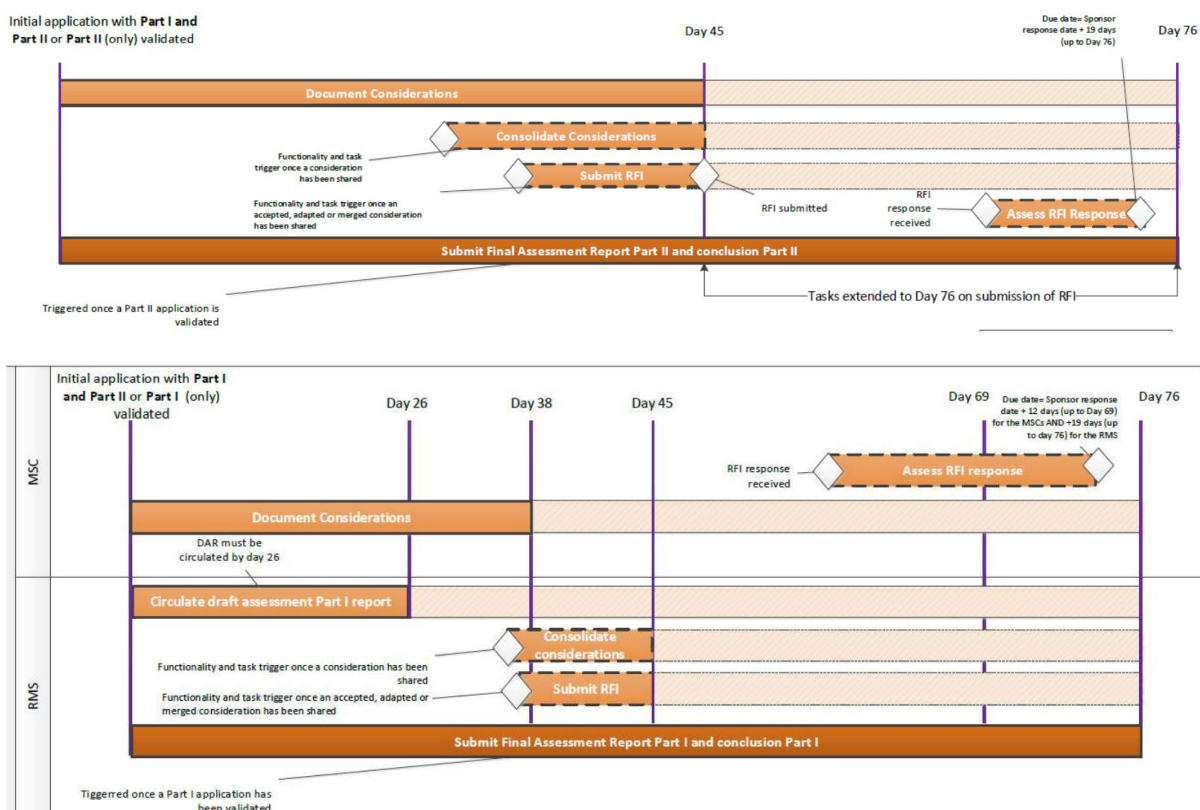 Initial application with Part I and
Part II or Part II (only) validated
Day 45
Due date= Sponsor
response date + 19 days
(up to Day 76)
Day 76
Document Considerations
Consolidate Considerations
Functionality and task
trigger once a consideration
has been shared
Submit RFI
Functionality and task trigger once an
accepted, adapted or merged consideration
has been shared
RFI submitted
RFI
response
received
Assess RFI Response
Submit Final Assessment Report Part II and conclusion Part II
Triggered once a Part II application is
validated
Tasks extended to Day 76 on submission of RFI
Initial application with Part I
and Part II or Part I (only)
validated
Day 26
Day 38
Day 45
Day 69
Due date= Sponsor response
date + 12 days (up to Day 69)
for the MSCs AND +19 days (up
to day 76) for the RMS
Day 76
MSC
RFI response
received
Assess RFI response
Document Considerations
DAR must be
circulated by day 26
RMS
Circulate draft assessment Part I report
Consolidate
considerations
Functionality and task trigger once a consideration has been
shared
Submit RFI
Functionality and task trigger once an accepted, adapted or
merged consideration has been shared
Submit Final Assessment Report Part I and conclusion Part I
Tiggerred once a Part I application has
been validated